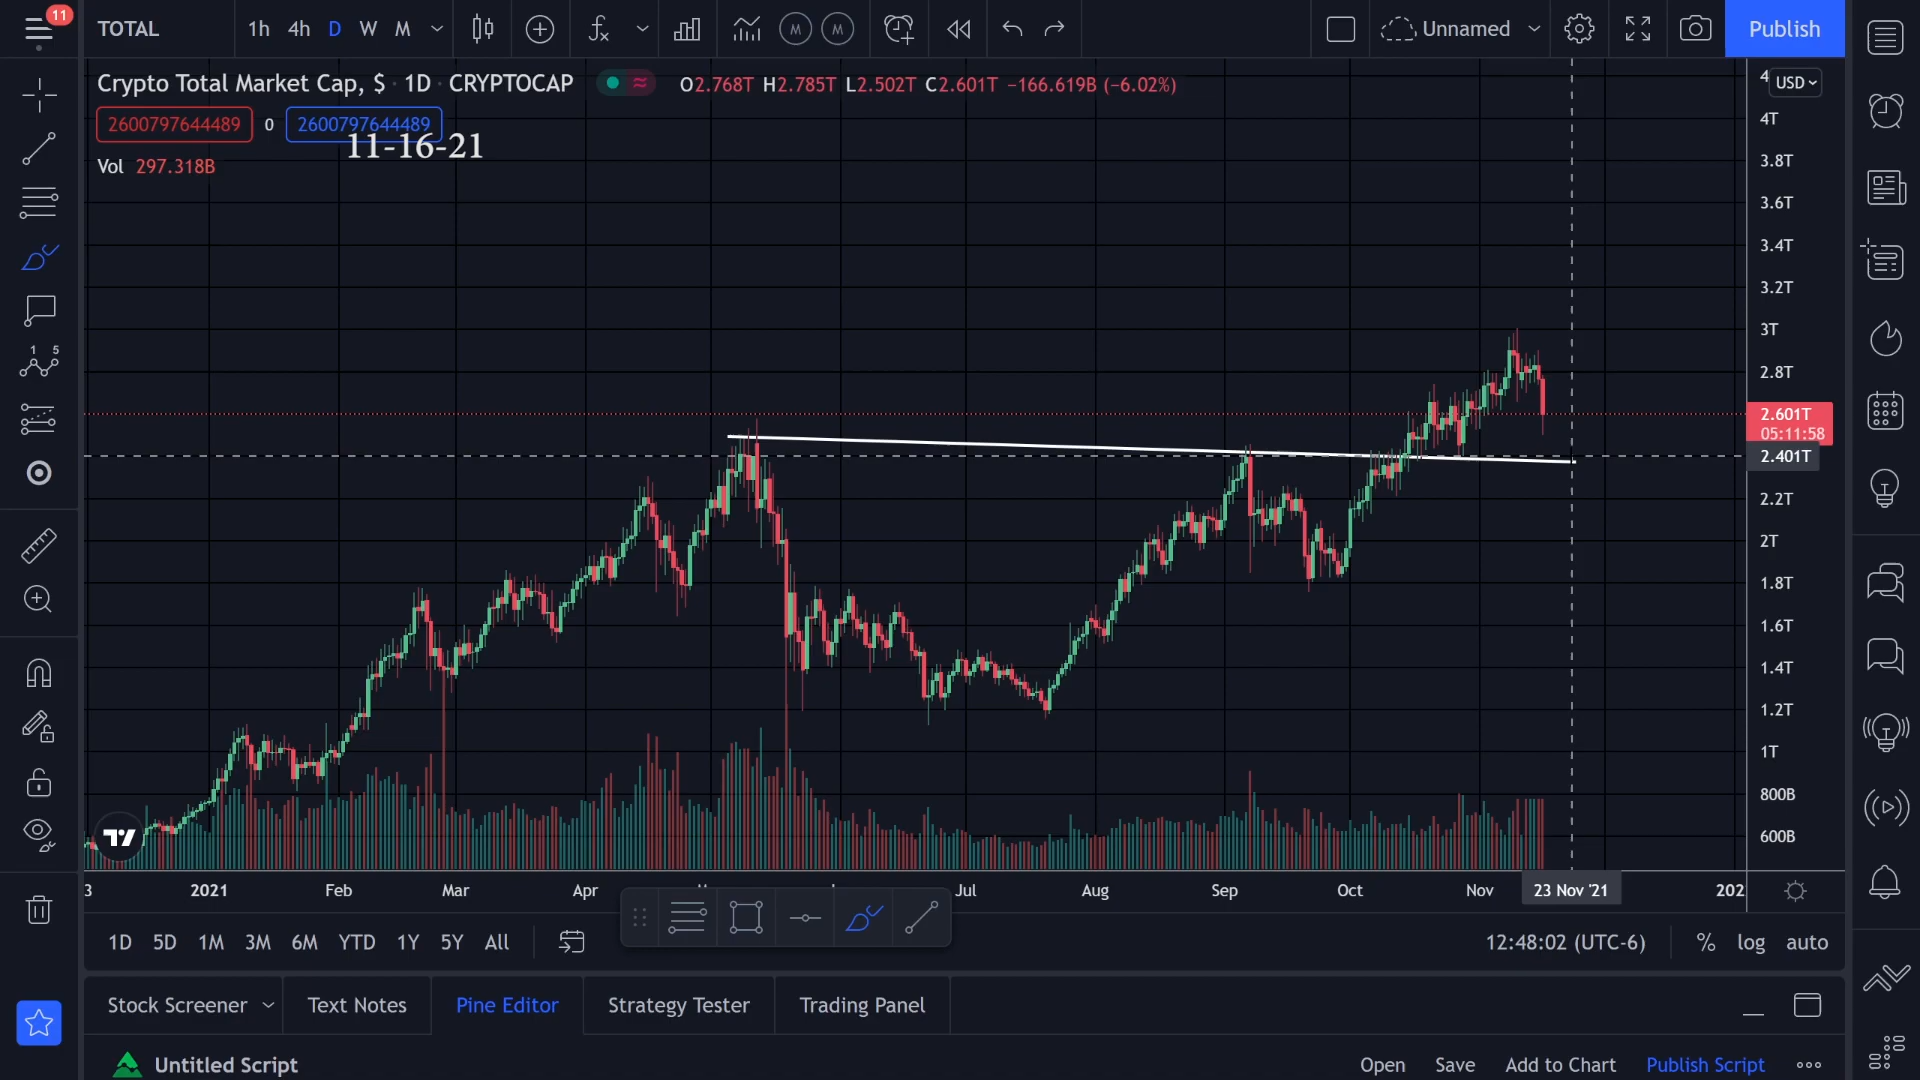 11
TOTAL
1h 4h D W M
M M
Unnamed
Publish
Crypto Total Market Cap, $ · 1D · CRYPTOCAP
O2.768T H2.785T L2.502T C2.601T −166.619B (−6.02%)
USD
2600797644489 0 2600797644489
11-16-21
Vol 297.318B
4T
3.8T
3.6T
3.4T
3.2T
3T
2.8T
2.601T
05:11:58
2.401T
2.2T
2T
1.8T
1.6T
1.4T
1.2T
1T
800B
600B
1 5
3 2021 Feb Mar Apr Jul Aug Sep Oct Nov 23 Nov '21 202
1D 5D 1M 3M 6M YTD 1Y 5Y All
12:48:02 (UTC-6) % log auto
Stock Screener Text Notes Pine Editor Strategy Tester Trading Panel
Untitled Script Open Save Add to Chart Publish Script